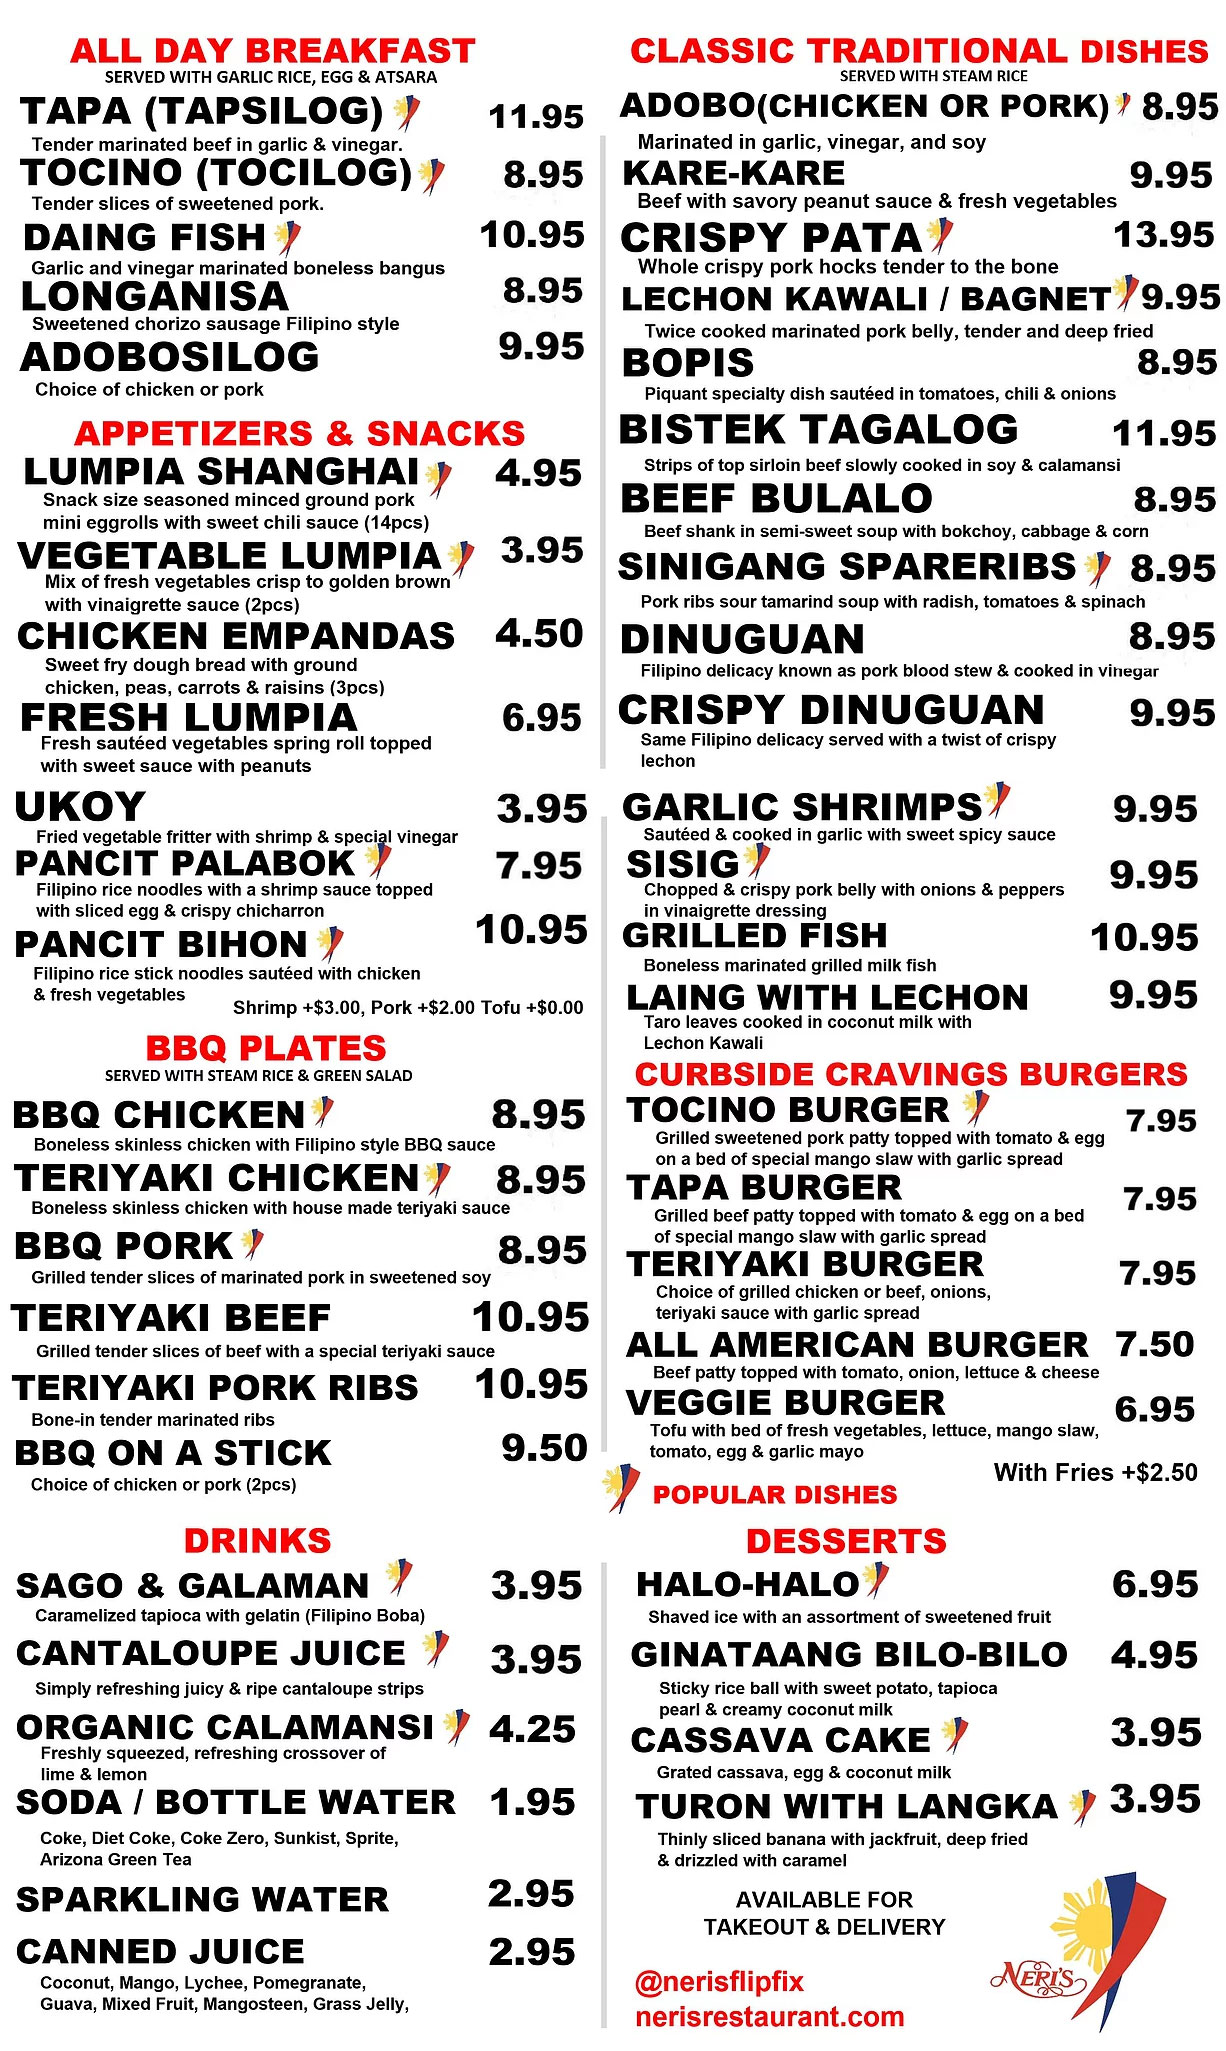 ALL DAY BREAKFAST
SERVED WITH GARLIC RICE, EGG & ATSARA
TAPA (TAPSILOG) 11.95
Tender marinated beef in garlic & vinegar.
TOCINO (TOCILOG) 8.95
Tender slices of sweetened pork.
DAING FISH 10.95
Garlic and vinegar marinated boneless bangus
LONGANISA 8.95
Sweetened chorizo sausage Filipino style
ADOBOSILOG 9.95
Choice of chicken or pork
APPETIZERS & SNACKS
LUMPIA SHANGHAI 4.95
Snack size seasoned minced ground pork
mini eggrolls with sweet chili sauce (14pcs)
VEGETABLE LUMPIA 3.95
Mix of fresh vegetables crisp to golden brown
with vinaigrette sauce (2pcs)
CHICKEN EMPANDAS 4.50
Sweet fry dough bread with ground
chicken, peas, carrots & raisins (3pcs)
FRESH LUMPIA 6.95
Fresh sautéed vegetables spring roll topped
with sweet sauce with peanuts
UKOY 3.95
Fried vegetable fritter with shrimp & special vinegar
PANCIT PALABOK 7.95
Filipino rice noodles with a shrimp sauce topped
with sliced egg & crispy chicharron
PANCIT BIHON 10.95
Filipino rice stick noodles sautéed with chicken
& fresh vegetables
Shrimp +$3.00, Pork +$2.00 Tofu +$0.00
BBQ PLATES
SERVED WITH STEAM RICE & GREEN SALAD
BBQ CHICKEN 8.95
Boneless skinless chicken with Filipino style BBQ sauce
TERIYAKI CHICKEN 8.95
Boneless skinless chicken with house made teriyaki sauce
BBQ PORK 8.95
Grilled tender slices of marinated pork in sweetened soy
TERIYAKI BEEF 10.95
Grilled tender slices of beef with a special teriyaki sauce
TERIYAKI PORK RIBS 10.95
Bone-in tender marinated ribs
BBQ ON A STICK 9.50
Choice of chicken or pork (2pcs)
DRINKS
SAGO & GALAMAN 3.95
Caramelized tapioca with gelatin (Filipino Boba)
CANTALOUPE JUICE 3.95
Simply refreshing juicy & ripe cantaloupe strips
ORGANIC CALAMANSI 4.25
Freshly squeezed, refreshing crossover of
lime & lemon
SODA / BOTTLE WATER 1.95
Coke, Diet Coke, Coke Zero, Sunkist, Sprite,
Arizona Green Tea
SPARKLING WATER 2.95
CANNED JUICE 2.95
Coconut, Mango, Lychee, Pomegranate,
Guava, Mixed Fruit, Mangosteen, Grass Jelly,
CLASSIC TRADITIONAL DISHES
SERVED WITH STEAM RICE
ADOBO(CHICKEN OR PORK) 8.95
Marinated in garlic, vinegar, and soy
KARE-KARE 9.95
Beef with savory peanut sauce & fresh vegetables
CRISPY PATA 13.95
Whole crispy pork hocks tender to the bone
LECHON KAWALI / BAGNET 9.95
Twice cooked marinated pork belly, tender and deep fried
BOPIS 8.95
Piquant specialty dish sautéed in tomatoes, chili & onions
BISTEK TAGALOG 11.95
Strips of top sirloin beef slowly cooked in soy & calamansi
BEEF BULALO 8.95
Beef shank in semi-sweet soup with bokchoy, cabbage & corn
SINIGANG SPARERIBS 8.95
Pork ribs sour tamarind soup with radish, tomatoes & spinach
DINUGUAN 8.95
Filipino delicacy known as pork blood stew & cooked in vinegar
CRISPY DINUGUAN 9.95
Same Filipino delicacy served with a twist of crispy
lechon
GARLIC SHRIMPS 9.95
Sautéed & cooked in garlic with sweet spicy sauce
SISIG 9.95
Chopped & crispy pork belly with onions & peppers
in vinaigrette dressing
GRILLED FISH 10.95
Boneless marinated grilled milk fish
LAING WITH LECHON 9.95
Taro leaves cooked in coconut milk with
Lechon Kawali
CURBSIDE CRAVINGS BURGERS
TOCINO BURGER 7.95
Grilled sweetened pork patty topped with tomato & egg
on a bed of special mango slaw with garlic spread
TAPA BURGER 7.95
Grilled beef patty topped with tomato & egg on a bed
of special mango slaw with garlic spread
TERIYAKI BURGER 7.95
Choice of grilled chicken or beef, onions,
teriyaki sauce with garlic spread
ALL AMERICAN BURGER 7.50
Beef patty topped with tomato, onion, lettuce & cheese
VEGGIE BURGER 6.95
Tofu with bed of fresh vegetables, lettuce, mango slaw,
tomato, egg & garlic mayo
With Fries +$2.50
POPULAR DISHES
DESSERTS
HALO-HALO 6.95
Shaved ice with an assortment of sweetened fruit
GINATAANG BILO-BILO 4.95
Sticky rice ball with sweet potato, tapioca
pearl & creamy coconut milk
CASSAVA CAKE 3.95
Grated cassava, egg & coconut milk
TURON WITH LANGKA 3.95
Thinly sliced banana with jackfruit, deep fried
& drizzled with caramel
AVAILABLE FOR
TAKEOUT & DELIVERY
NERI'S
@nerisflipfix
nerisrestaurant.com